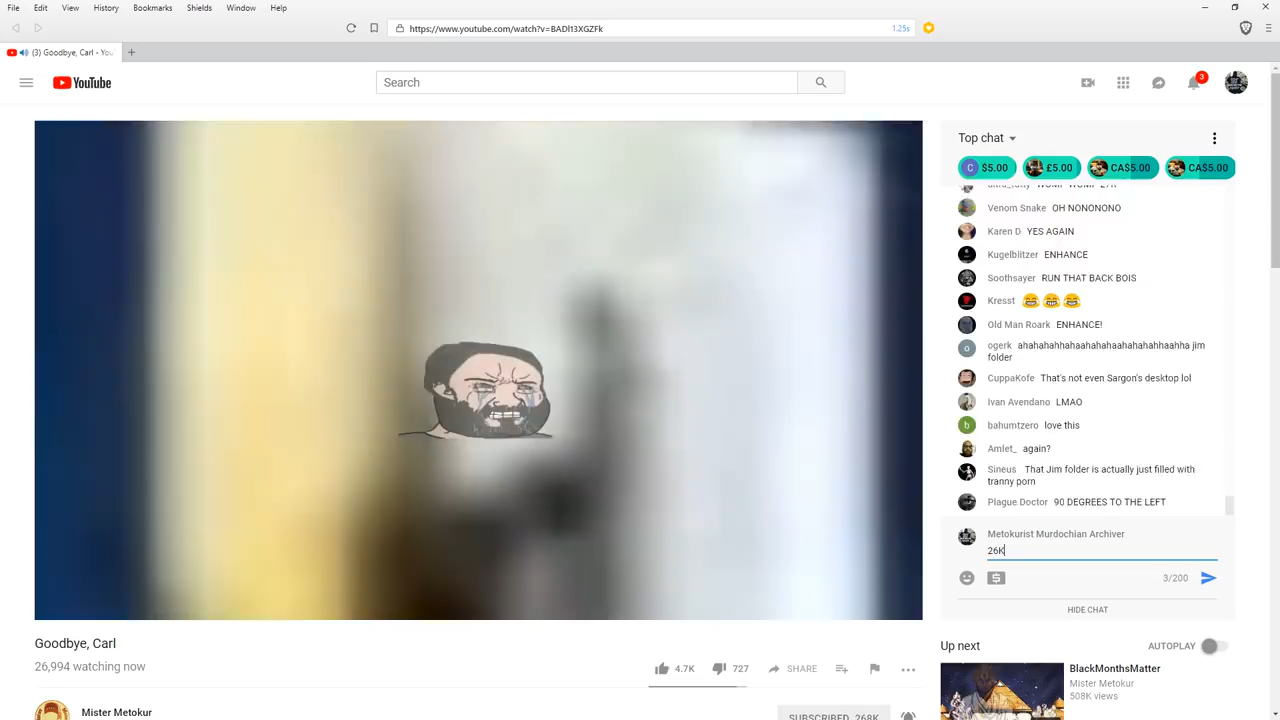 File Edit View History Bookmarks Shields Window Help
https://www.youtube.com/watch?v=BADl13XGZFk
1.25s
(3) Goodbye, Carl - You
YouTube
Search
3
Top chat
$5.00 £5.00 CA$5.00 CA$5.00
Venom Snake OH NONONONO
Karen D YES AGAIN
Kugelblitzer ENHANCE
Soothsayer RUN THAT BACK BOIS
Kresst 😂 😂 😂
Old Man Roark ENHANCE!
ogerk ahahahahhahaahahahaahahahahhaahha jim
folder
CuppaKofe That's not even Sargon's desktop lol
Ivan Avendano LMAO
bahumtzero love this
Amlet_ again?
Sineus That Jim folder is actually just filled with
tranny porn
Plague Doctor 90 DEGREES TO THE LEFT
Metokurist Murdochian Archiver
26K
3/200
HIDE CHAT
Goodbye, Carl
26,994 watching now
4.7K 727 SHARE
Up next
AUTOPLAY
BlackMonthsMatter
Mister Metokur
508K views
Mister Metokur
SUBSCRIBED 268K